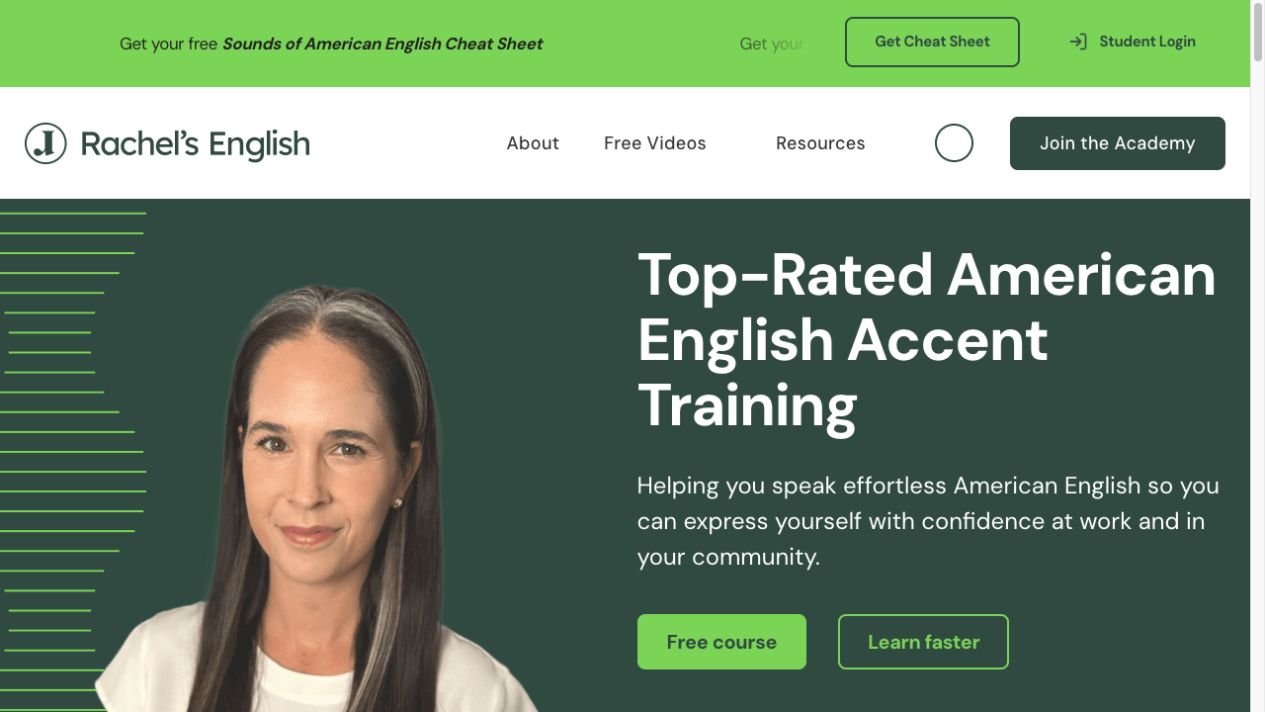 Get your free Sounds of American English Cheat Sheet
Get your
Get Cheat Sheet
Student Login
Rachel's English
About
Free Videos
Resources
Join the Academy
Top-Rated American
English Accent
Training
Helping you speak effortless American English so you
can express yourself with confidence at work and in
your community.
Free course
Learn faster